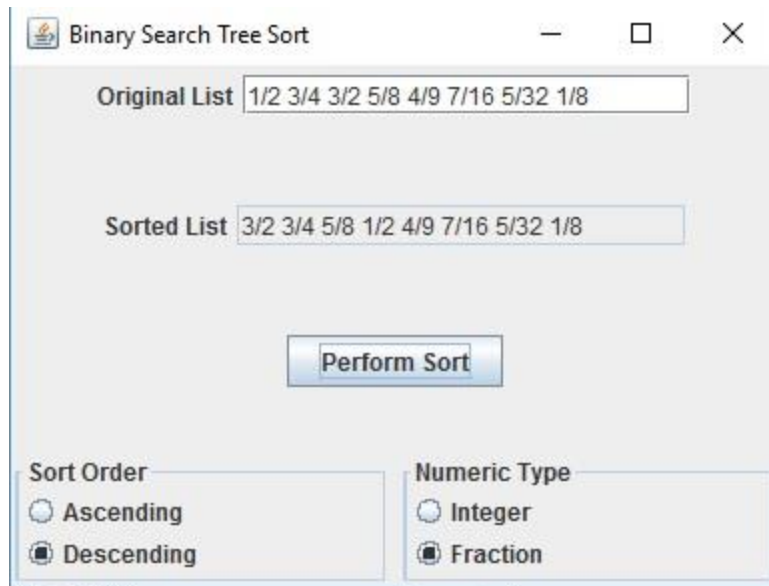 Binary Search Tree Sort
Original List 1/2 3/4 3/2 5/8 4/9 7/16 5/32 1/8
Sorted List 3/2 3/4 5/8 1/2 4/9 7/16 5/32 1/8
Perform Sort
Sort Order
Ascending
Descending
Numeric Type
Integer
Fraction